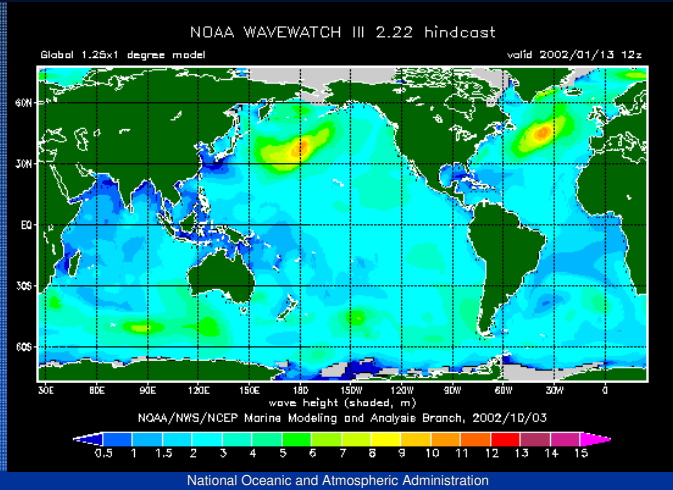 NOAA WAVEWATCH III 2.22 hindcast
Global 1.25x1 degree model valid 2002/01/13 12z
60N
30N
EQ
30S
60S
30E 60E 90E 120E 150E 180 150W 120W 90W 60W 30W 0
wave height (shaded, m)
NOAA/NWS/NCEP Marine Modeling and Analysis Branch, 2002/10/03
0.5 1 1.5 2 3 4 5 6 7 8 9 10 11 12 13 14 15
National Oceanic and Atmospheric Administration